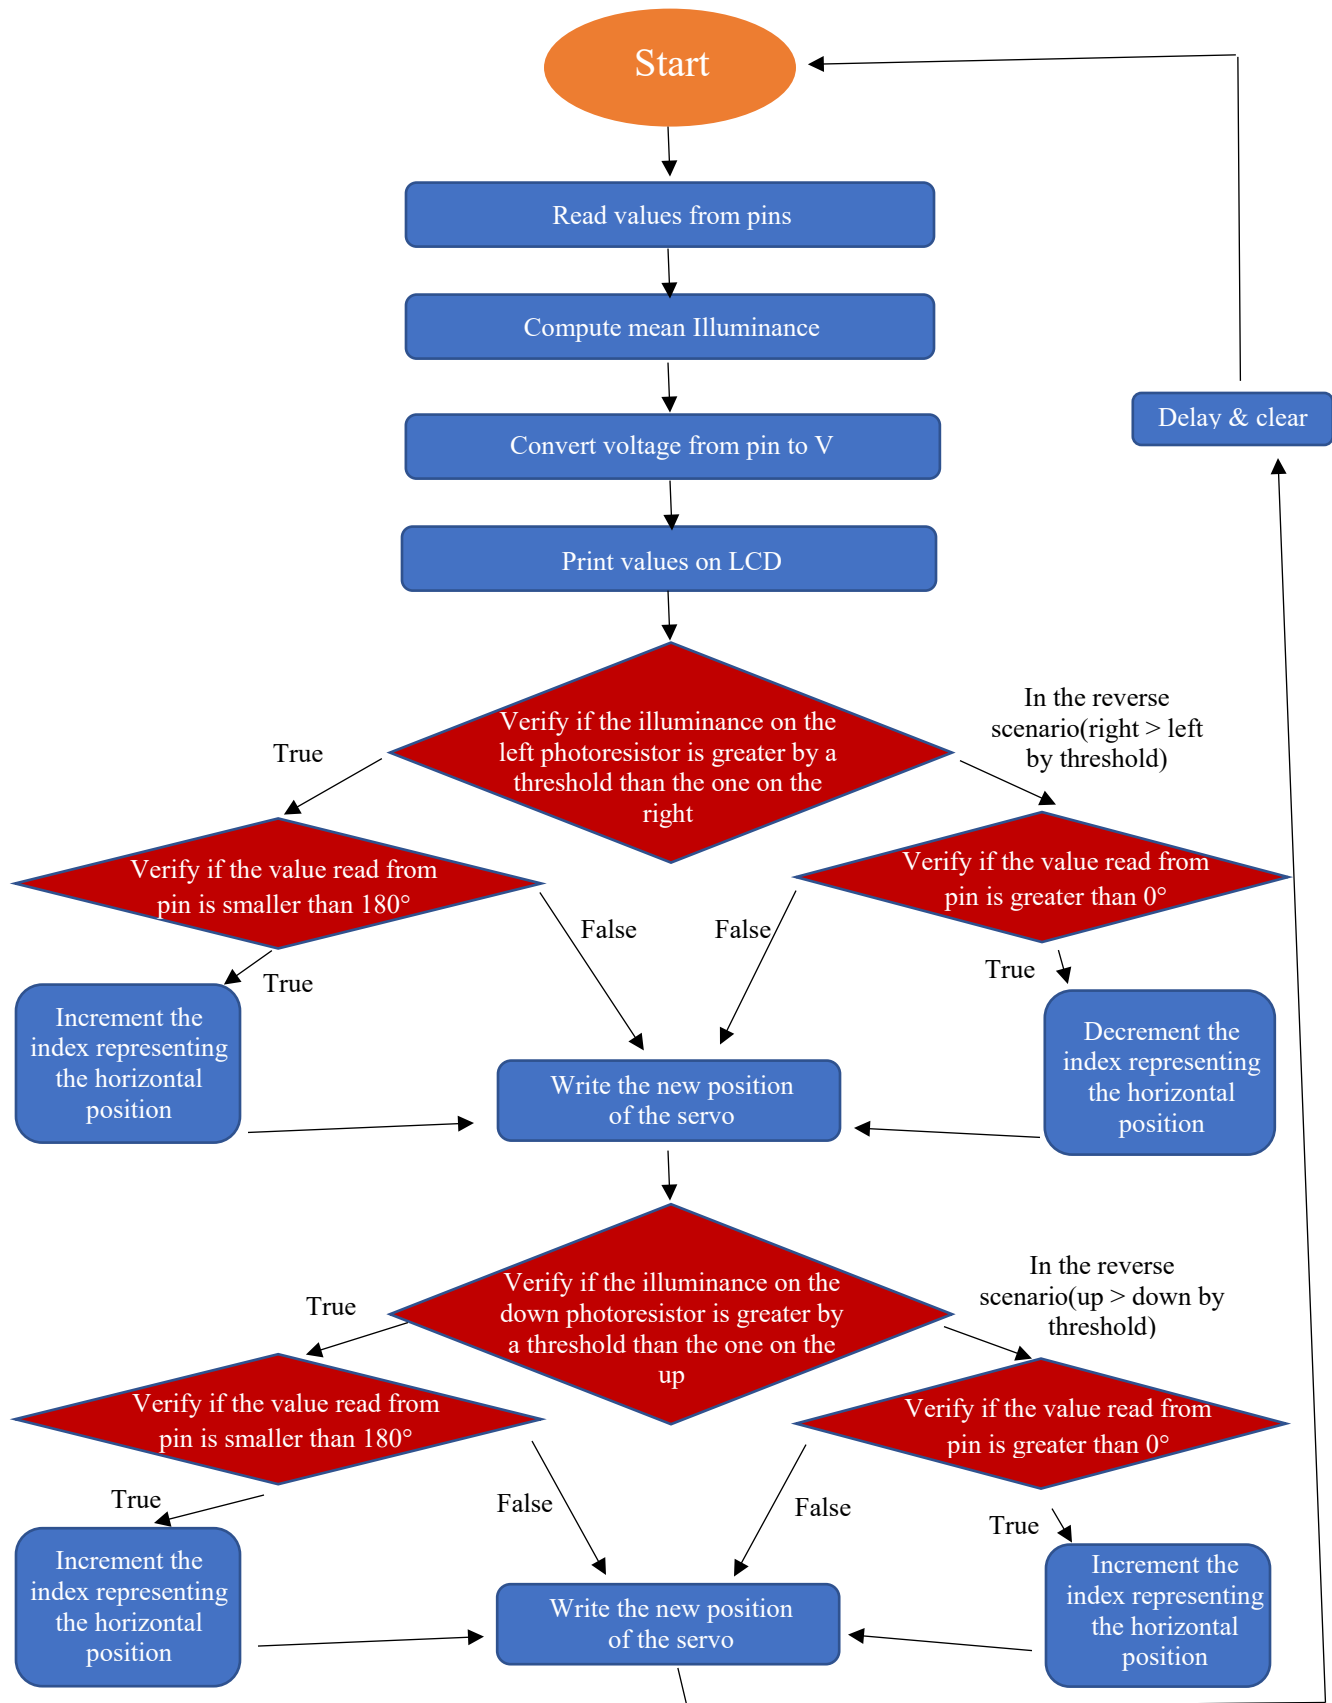 Start
Read values from pins
Compute mean Illuminance
Convert voltage from pin to V
Delay & clear
Print values on LCD
Verify if the illuminance on the
left photoresistor is greater by a
threshold than the one on the
right
True
In the reverse
scenario(right > left
by threshold)
Verify if the value read from
pin is smaller than 180°
Verify if the value read from
pin is greater than 0°
False
False
True
True
Increment the
index representing
the horizontal
position
Write the new position
of the servo
Decrement the
index representing
the horizontal
position
Verify if the illuminance on the
down photoresistor is greater by
a threshold than the one on the
up
True
In the reverse
scenario(up > down by
threshold)
Verify if the value read from
pin is smaller than 180°
Verify if the value read from
pin is greater than 0°
True
False
False
True
Increment the
index representing
the horizontal
position
Write the new position
of the servo
Increment the
index representing
the horizontal
position